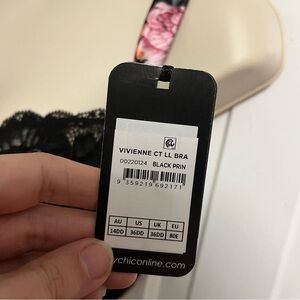 VIVIENNE CT LL BRA
00220124 BLACK PRIN
9 359219 692171
AU US UK EU
14DD 36DD 36DD 80E
ychiconline.com